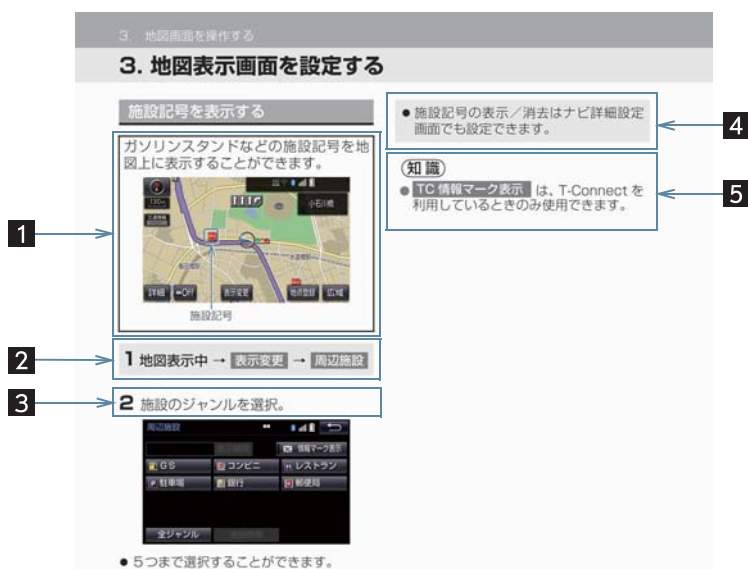 3. 地図画面を操作する
3. 地図表示画面を設定する
施設記号を表示する
ガソリンスタンドなどの施設記号を地
図上に表示することができます。
小石川橋
詳細
Off
表示変更
地点登録
広域
施設記号
1
1 地図表示中 → 表示変更 → 周辺施設
2
2 施設のジャンルを選択。
3
周辺施設
情報マーク表示
GS
コンビニ
レストラン
P 駐車場
銀行
郵便局
全ジャンル
● 5つまで選択することができます。
● 施設記号の表示/消去はナビ詳細設定
画面でも設定できます。
4
知識
● TC 情報マーク表示 は、T-Connect を
利用しているときのみ使用できます。
5